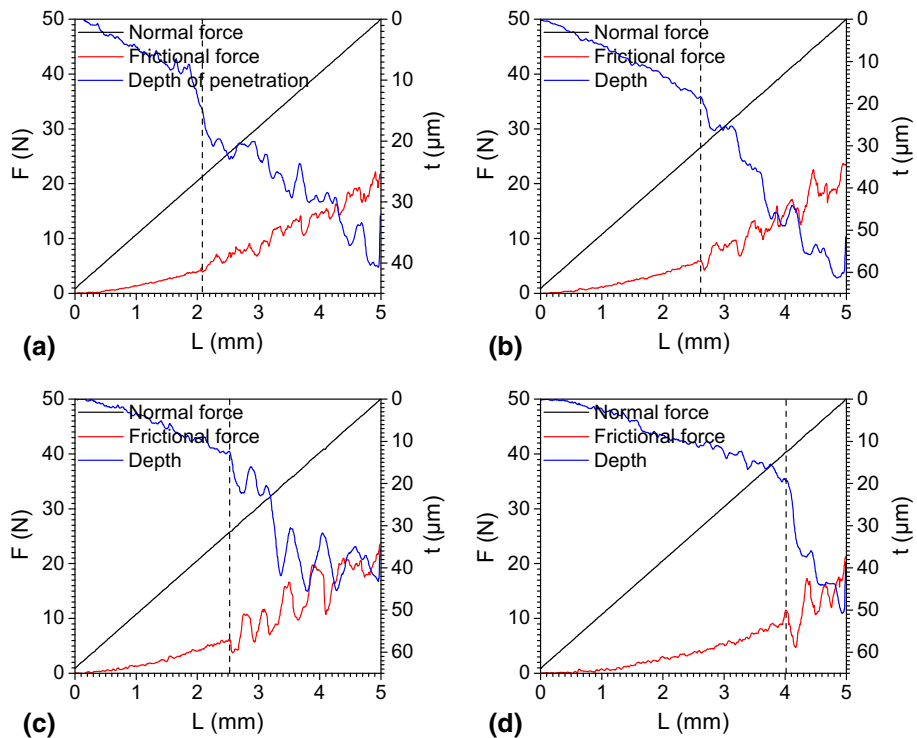 50
40
30
20
10
0
F (N)
Normal force
Frictional force
Depth of penetration
0
10
20
30
40
t (µm)
0 1 2 3 4 5
L (mm)
(a)
50
40
30
20
10
0
F (N)
Normal force
Frictional force
Depth
0
10
20
30
40
50
60
t (µm)
0 1 2 3 4 5
L (mm)
(b)
50
40
30
20
10
0
F (N)
Normal force
Frictional force
Depth
0
10
20
30
40
50
60
t (µm)
0 1 2 3 4 5
L (mm)
(c)
50
40
30
20
10
0
F (N)
Normal force
Frictional force
Depth
0
10
20
30
40
50
60
t (µm)
0 1 2 3 4 5
L (mm)
(d)